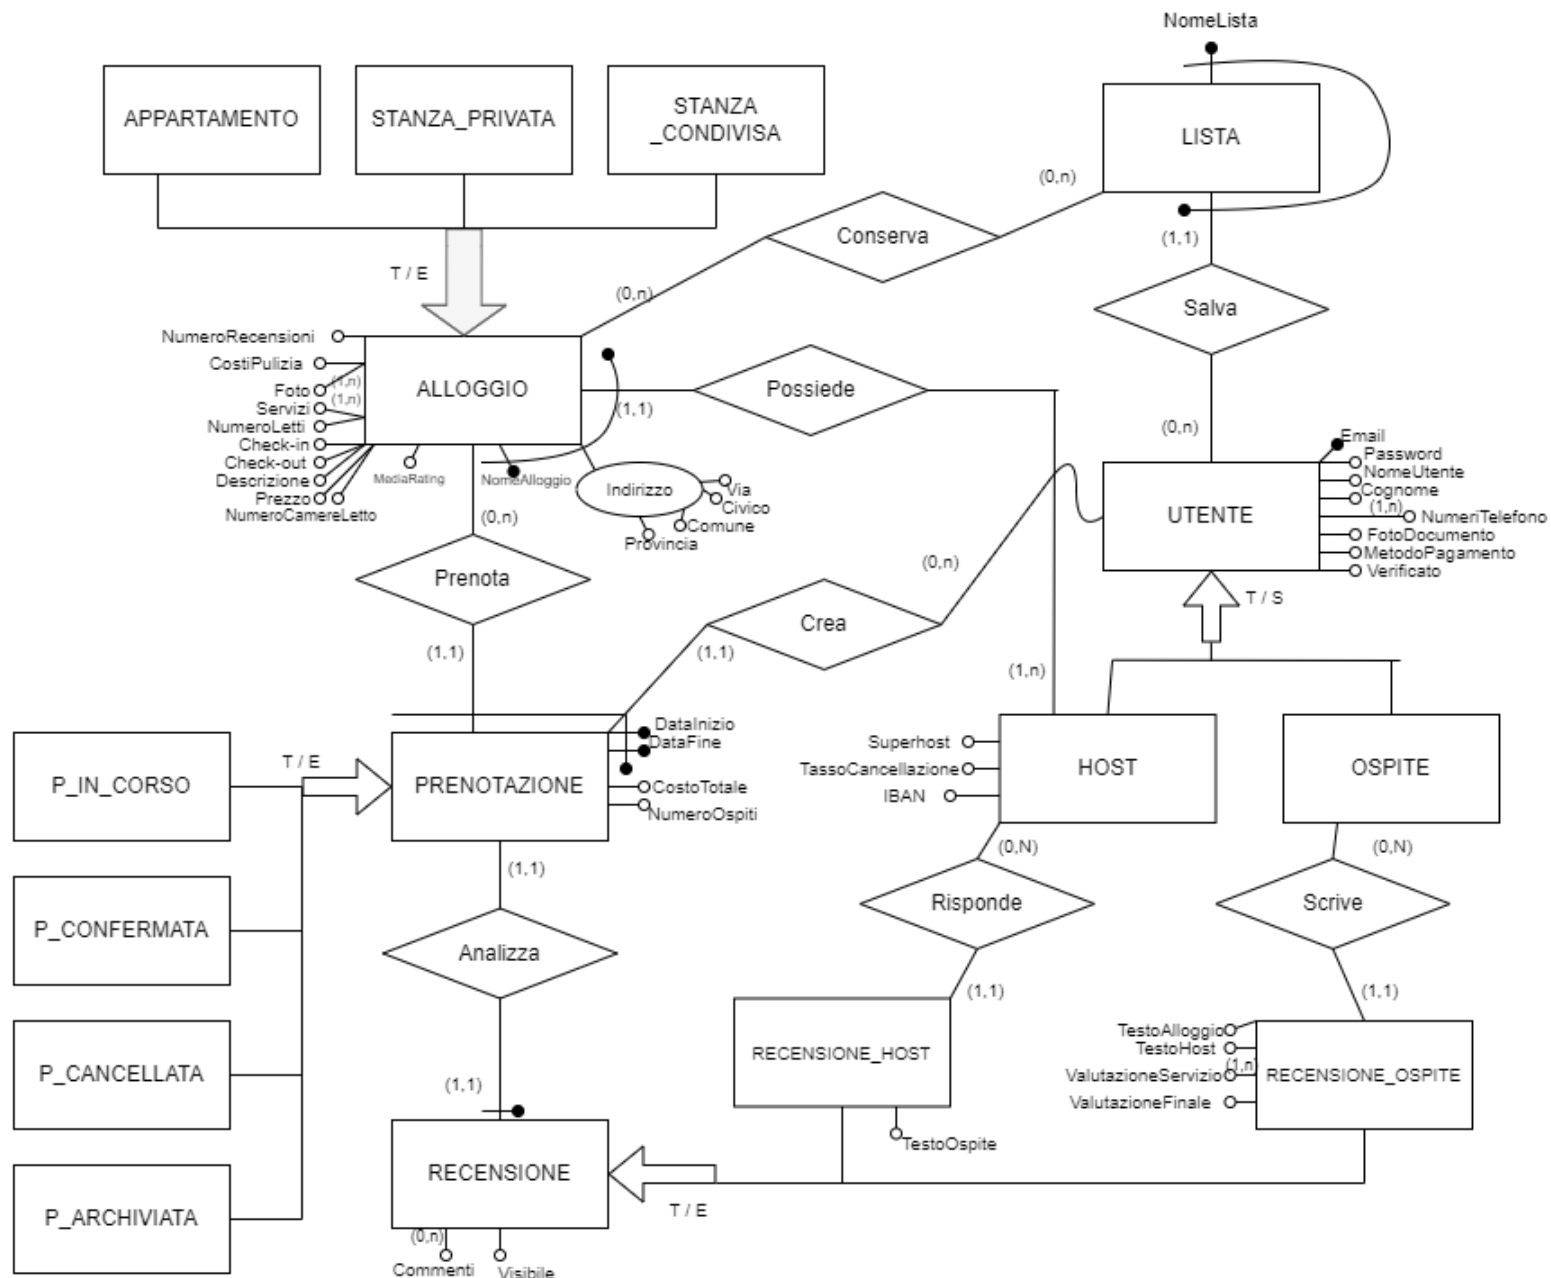 NomeLista
APPARTAMENTO
STANZA_PRIVATA
STANZA
_CONDIVISA
LISTA
(0,n)
Conserva
(1,1)
T / E
(0,n)
Salva
NumeroRecensioni
CostiPulizia
Foto
(1,n)
Servizi
(1,n)
NumeroLetti
Check-in
Check-out
Descrizione
Prezzo
NumeroCamereLetto
ALLOGGIO
MediaRating
NomeAlloggio
(1,1)
Possiede
Indirizzo
Via
Civico
Comune
Provincia
(0,n)
Email
Password
NomeUtente
Cognome
(1,n)
NumeriTelefono
FotoDocumento
MetodoPagamento
Verificato
UTENTE
(0,n)
Prenota
(0,n)
Crea
T / S
(1,1)
(1,1)
(1,n)
DataInizio
DataFine
CostoTotale
NumeroOspiti
Superhost
TassoCancellazione
IBAN
HOST
OSPITE
P_IN_CORSO
T / E
PRENOTAZIONE
(1,1)
(0,N)
(0,N)
P_CONFERMATA
Analizza
Risponde
Scrive
(1,1)
(1,1)
P_CANCELLATA
(1,1)
RECENSIONE_HOST
TestoAlloggio
TestoHost
(1,n)
ValutazioneServizio
ValutazioneFinale
RECENSIONE_OSPITE
TestoOspite
P_ARCHIVIATA
RECENSIONE
T / E
(0,n)
Commenti
Visibile